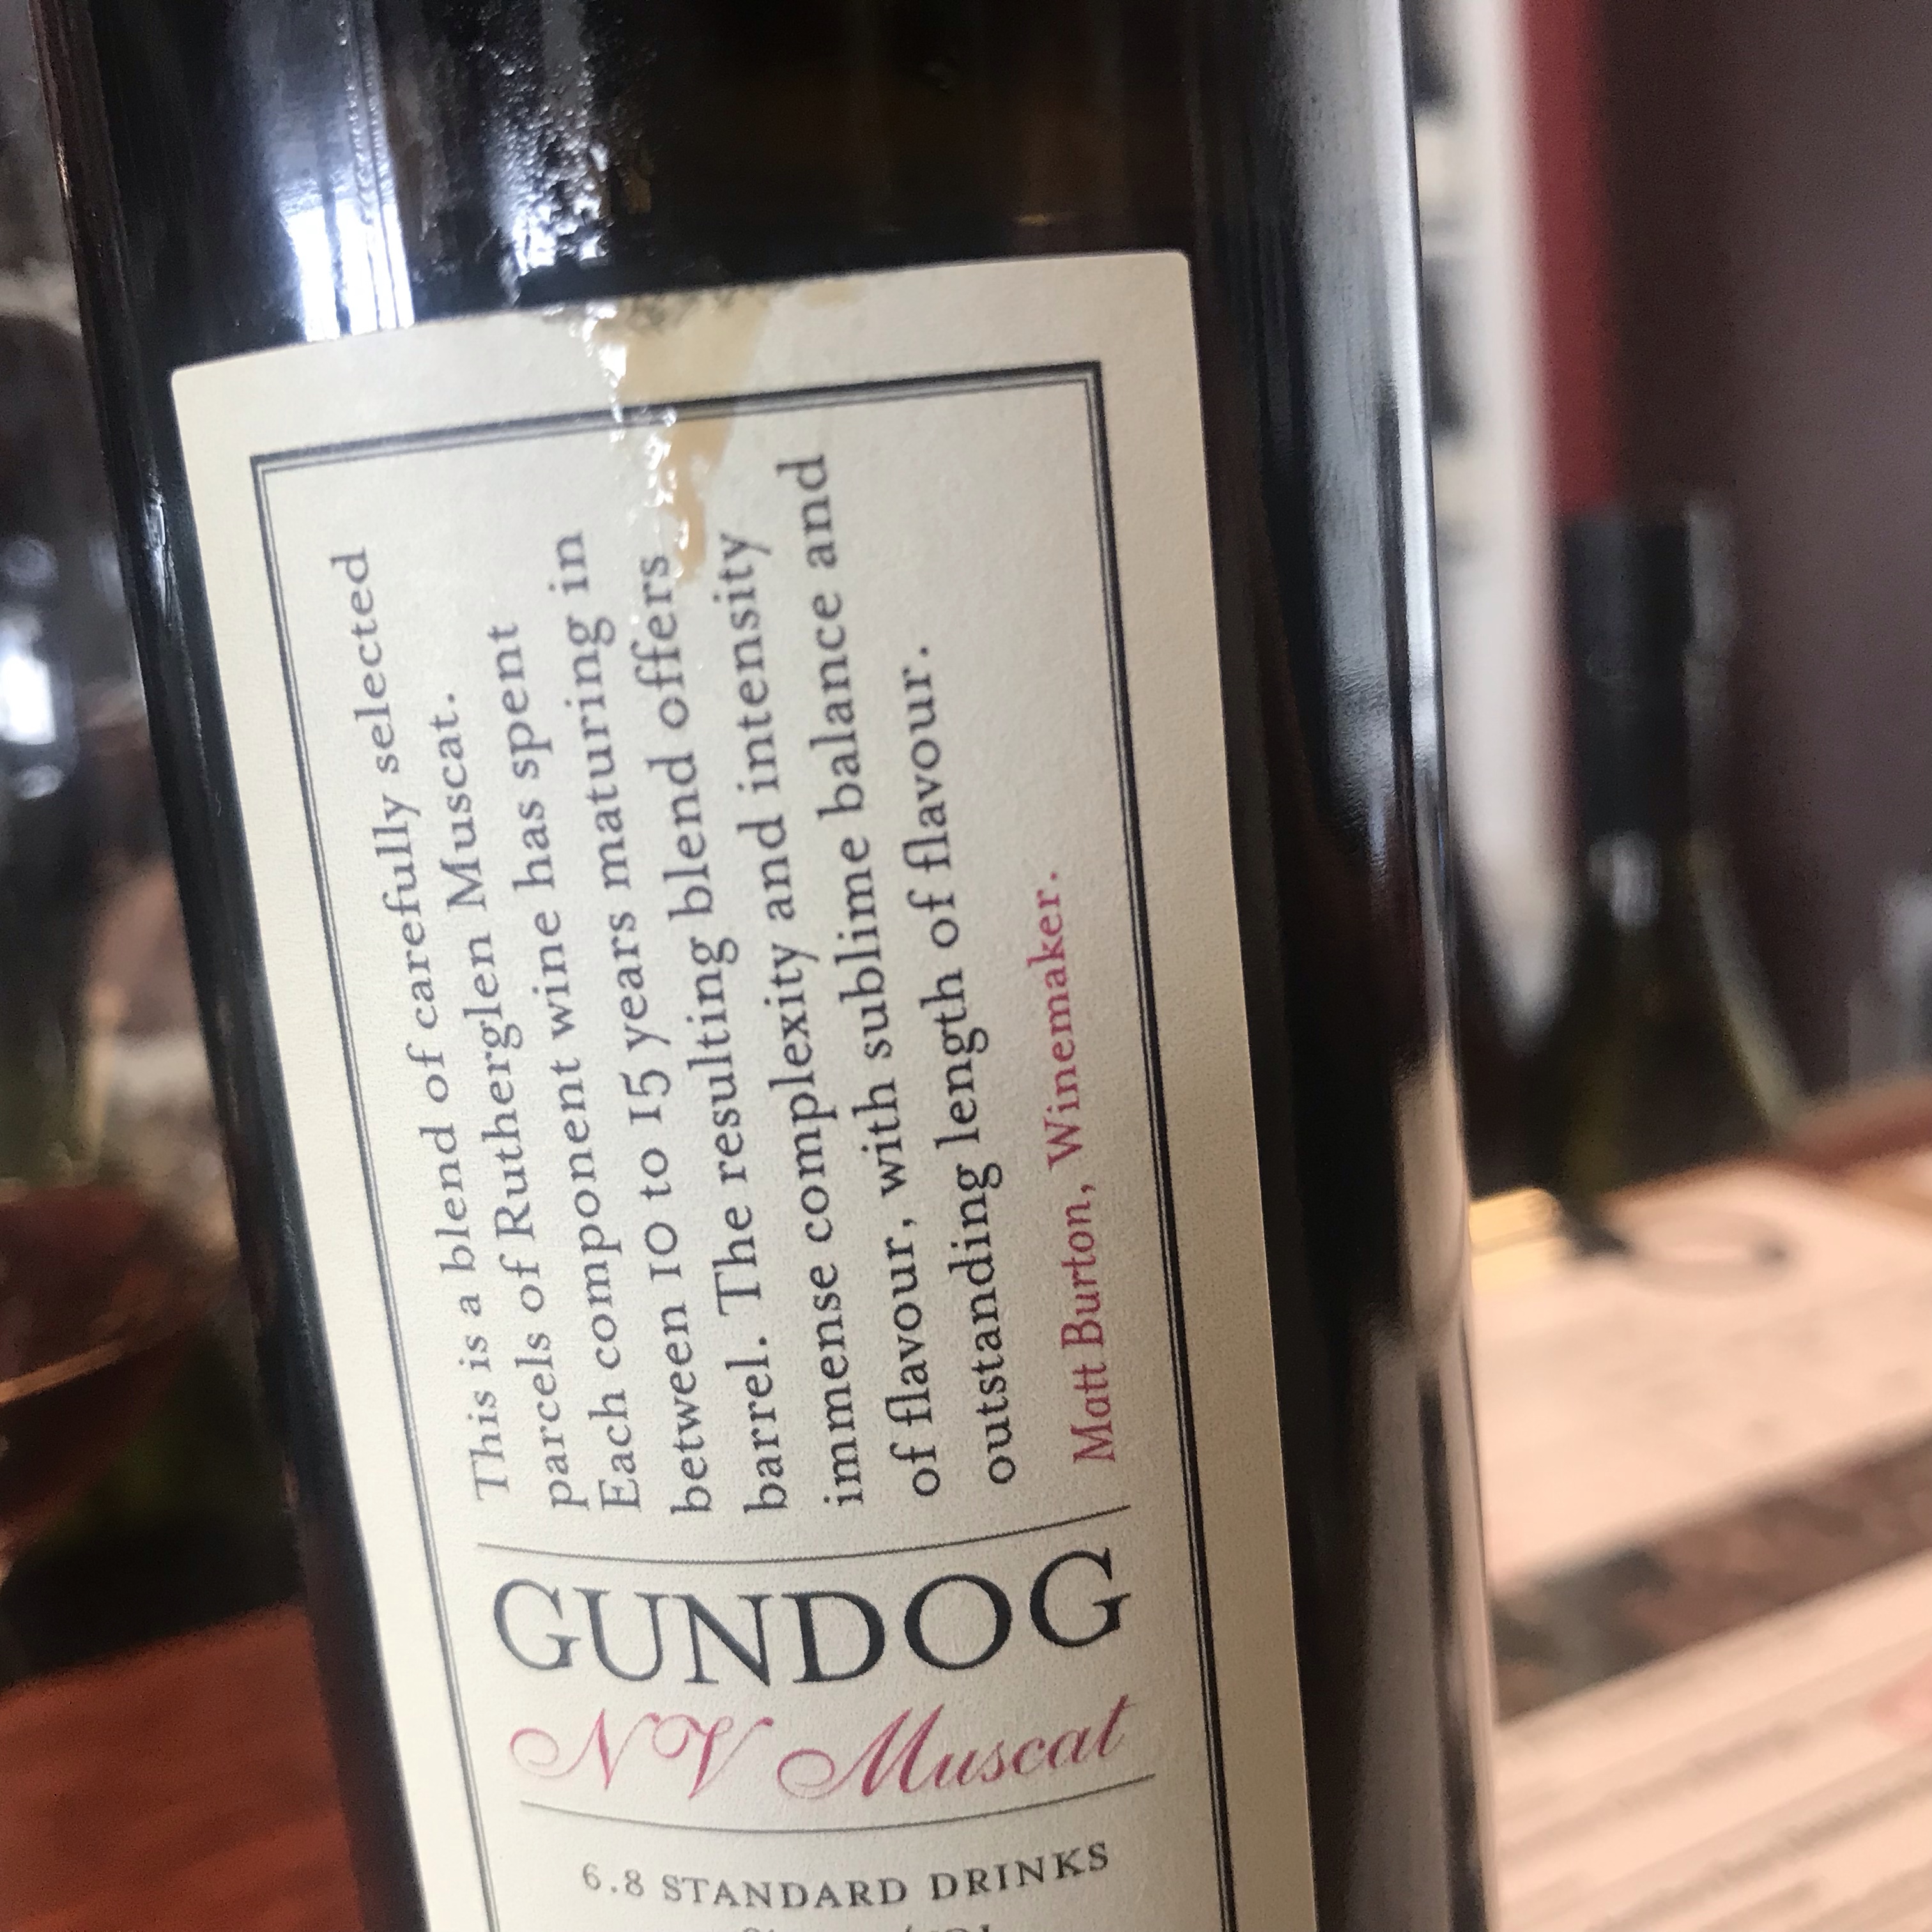 This is a blend of carefully selected
parcels of Rutherglen Muscat.
Each component wine has spent
between 10 to 15 years maturing in
barrel. The resulting blend offers
immense complexity and intensity
of flavour, with sublime balance and
outstanding length of flavour.
Matt Burton, Winemaker.
GUNDOG
NV Muscat
6.8 STANDARD DRINKS